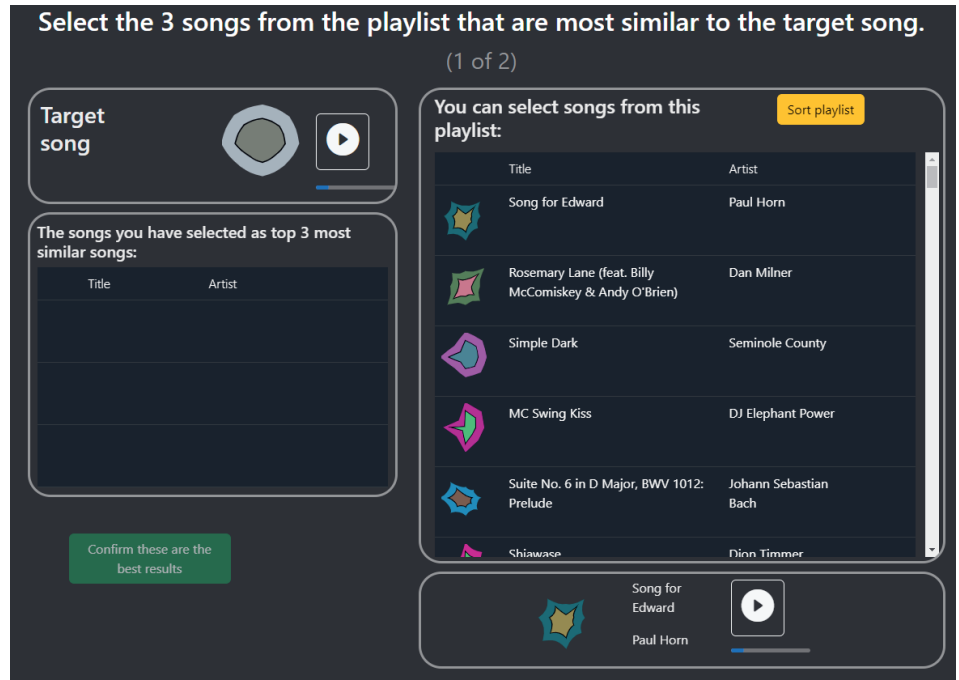 Select the 3 songs from the playlist that are most similar to the target song.
(1 of 2)
Target
song
The songs you have selected as top 3 most
similar songs:
Title Artist
Confirm these are the
best results
You can select songs from this
playlist:
Sort playlist
Title Artist
Song for Edward Paul Horn
Rosemary Lane (feat. Billy Dan Milner
McComiskey & Andy O'Brien)
Simple Dark Seminole County
MC Swing Kiss DJ Elephant Power
Suite No. 6 in D Major, BWV 1012: Johann Sebastian
Prelude Bach
Shiawase Dion Timmer
Song for
Edward
Paul Horn